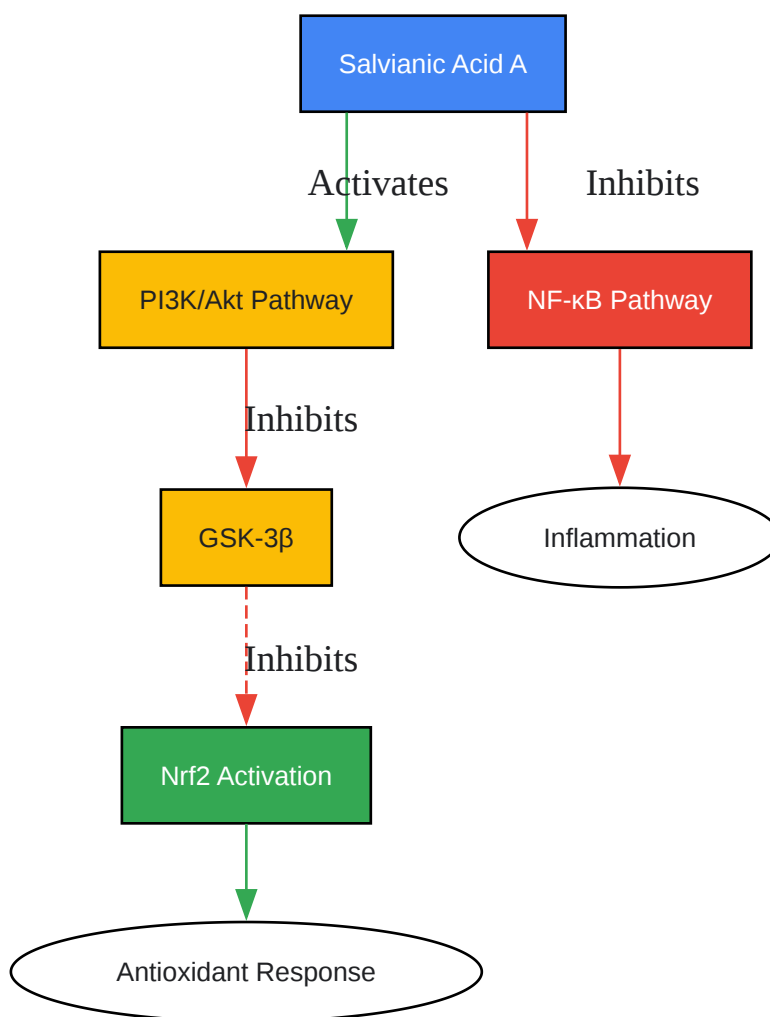 Salvianic Acid A
Activates
Inhibits
PI3K/Akt Pathway
NF-κB Pathway
Inhibits
GSK-3β
Inflammation
Inhibits
Nrf2 Activation
Antioxidant Response